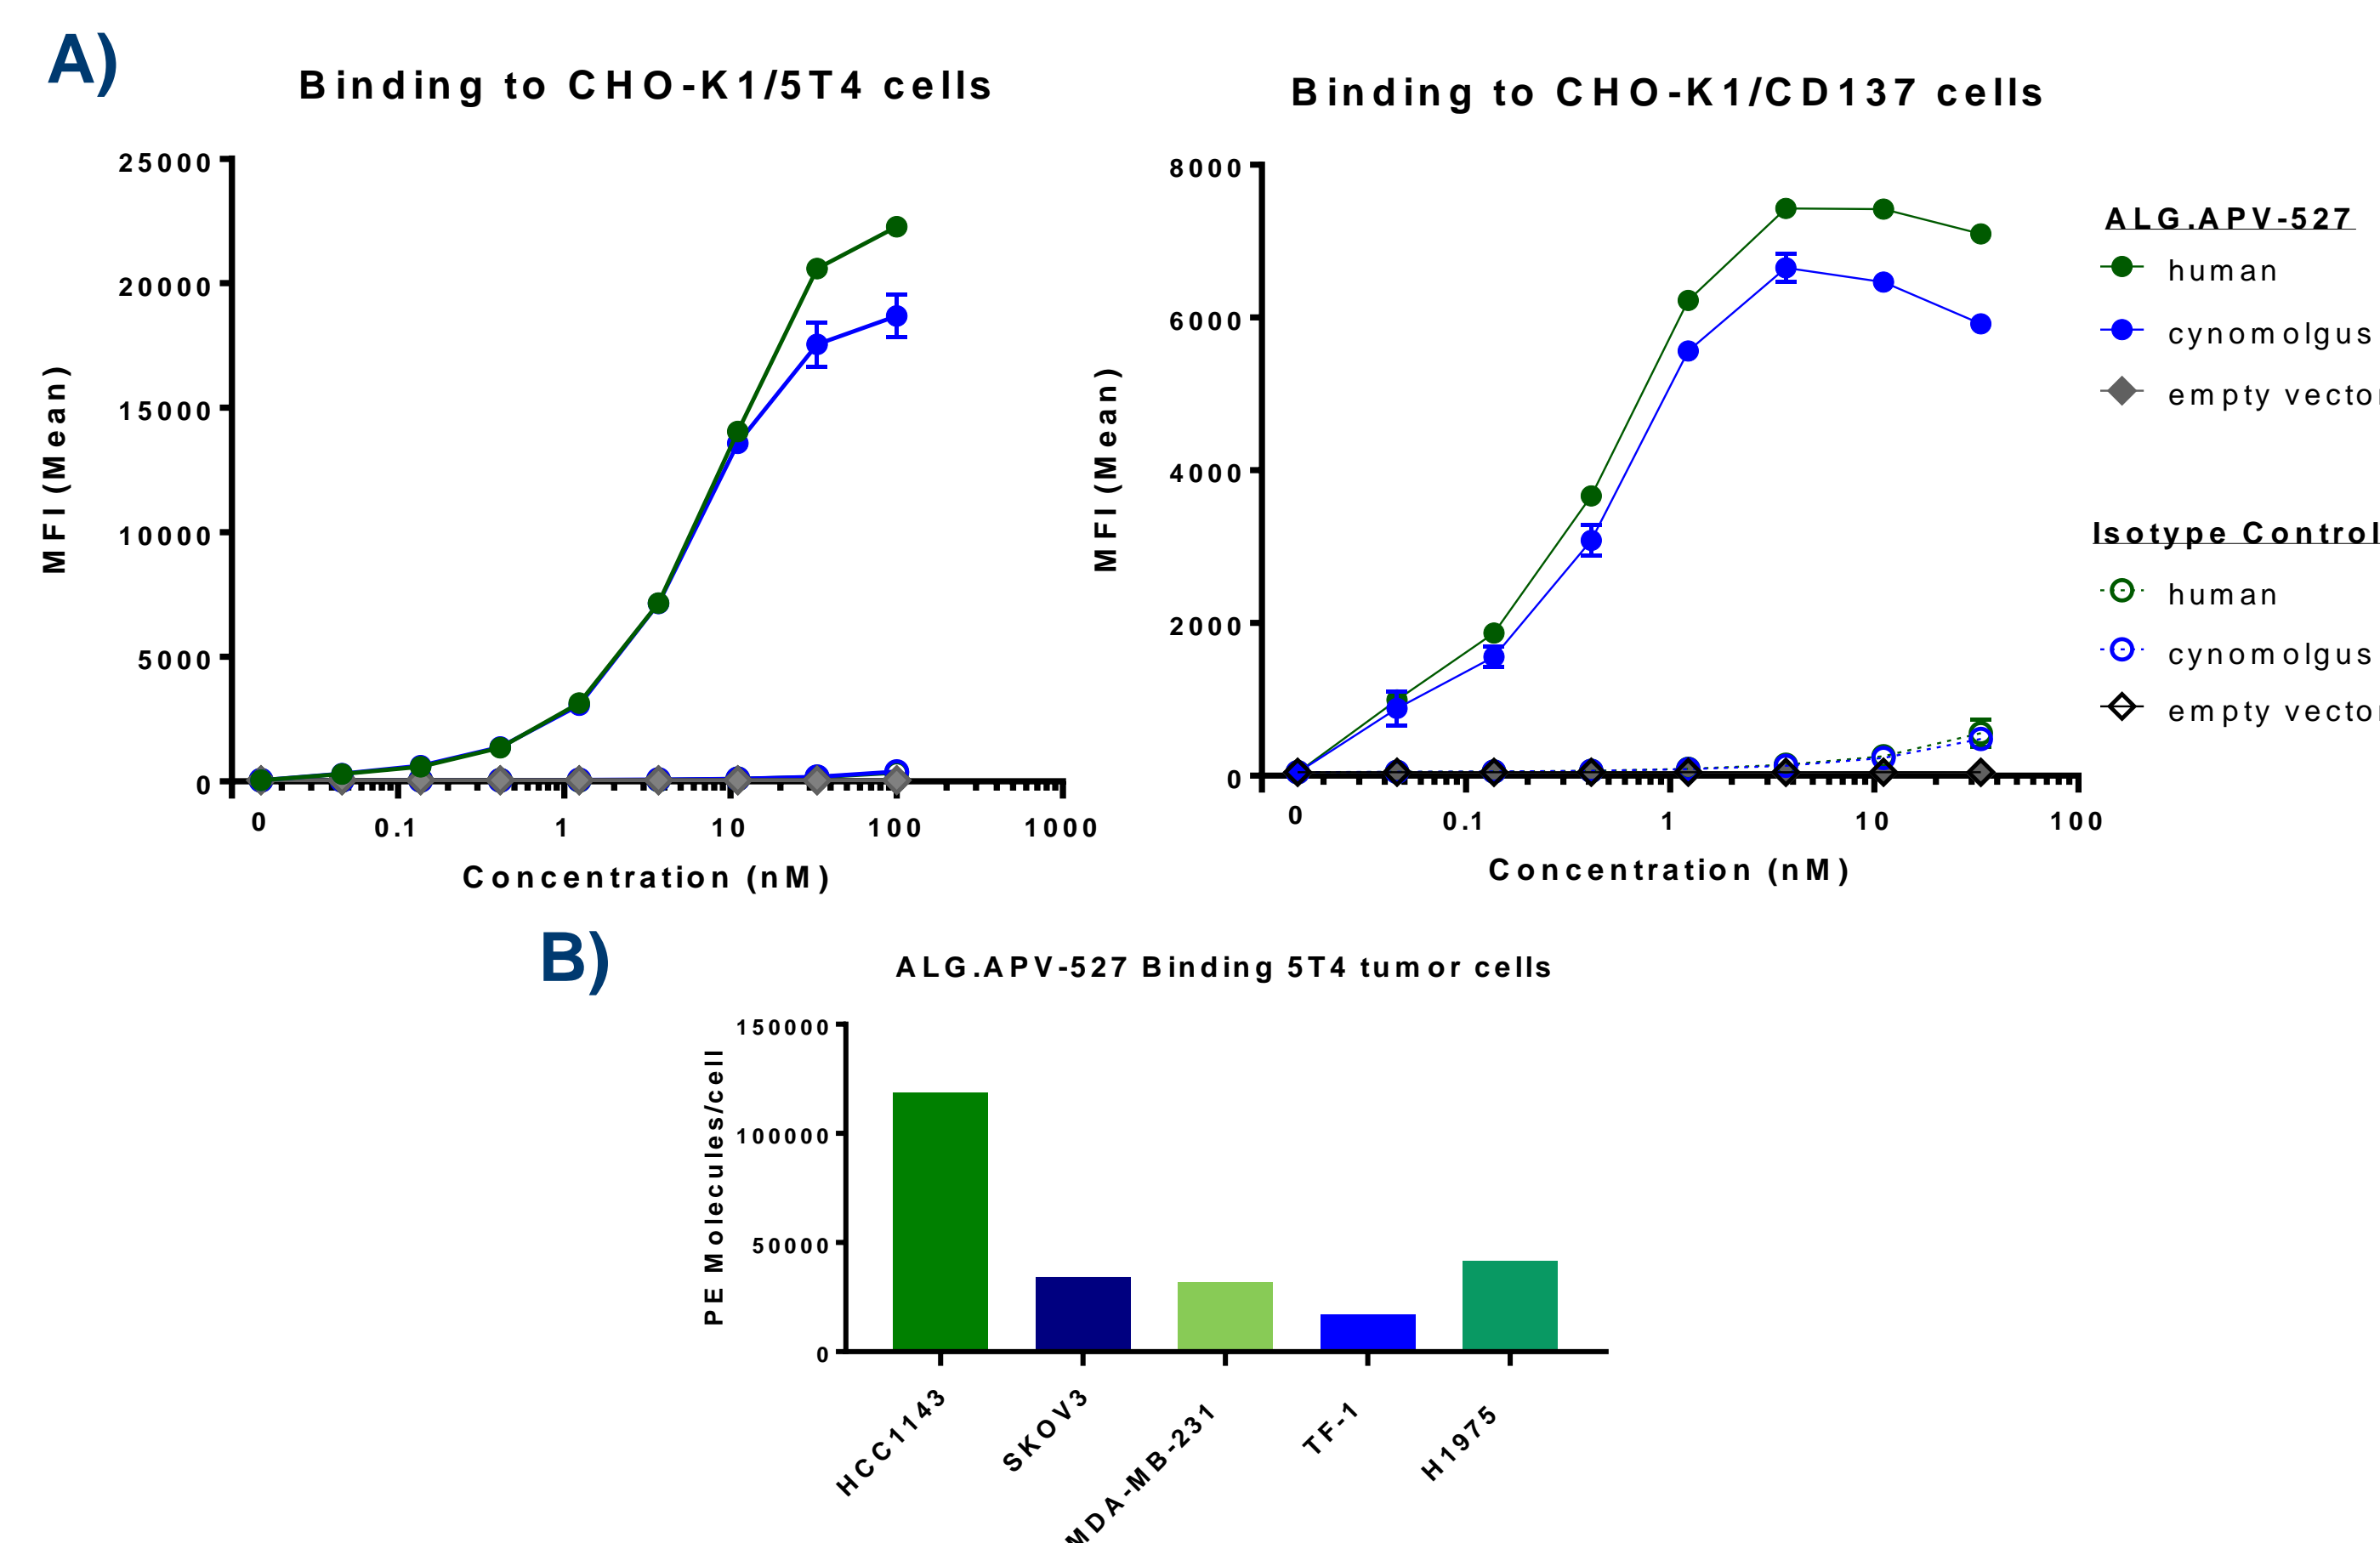 A)
Binding to CHO-K1/5T4 cells
25000
20000
15000
10000
5000
0
MFI (Mean)
0
0.1
1
10
100
1000
Concentration (nM)
Binding to CHO-K1/CD137 cells
8000
6000
4000
2000
0
MFI (Mean)
0
0.1
1
10
100
Concentration (nM)
ALG.APV-527
human
cynomolgus
empty vector
Isotype Control
human
cynomolgus
empty vector
B)
ALG.APV-527 Binding 5T4 tumor cells
150000
100000
50000
0
PE Molecules/cell
HCC1143
SKOV3
MDA-MB-231
TF-1
H1975